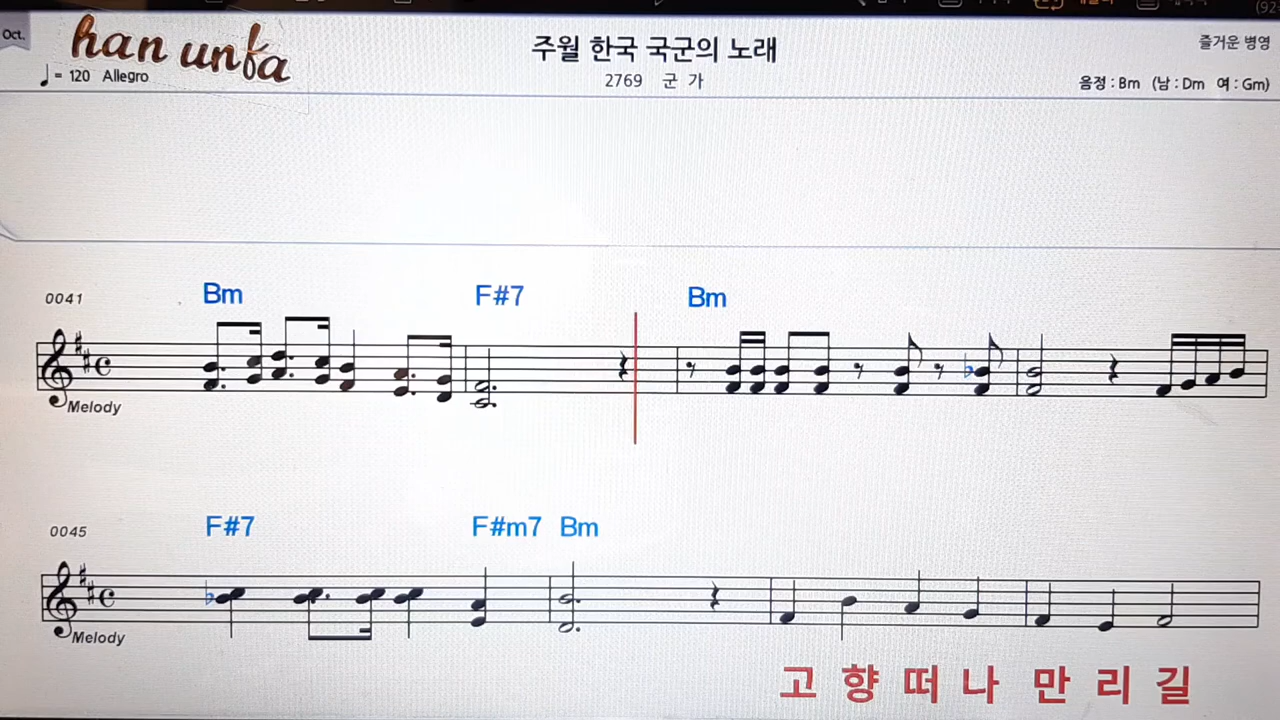 Oct.
han unfa
주월 한국 국군의 노래
즐거운 병영
= 120 Allegro
2769 군 가
음정 : Bm (남 : Dm 여 : Gm)
0041
Bm F#7 Bm
Melody
0045
F#7 F#m7 Bm
Melody
고 향 떠 나 만 리 길